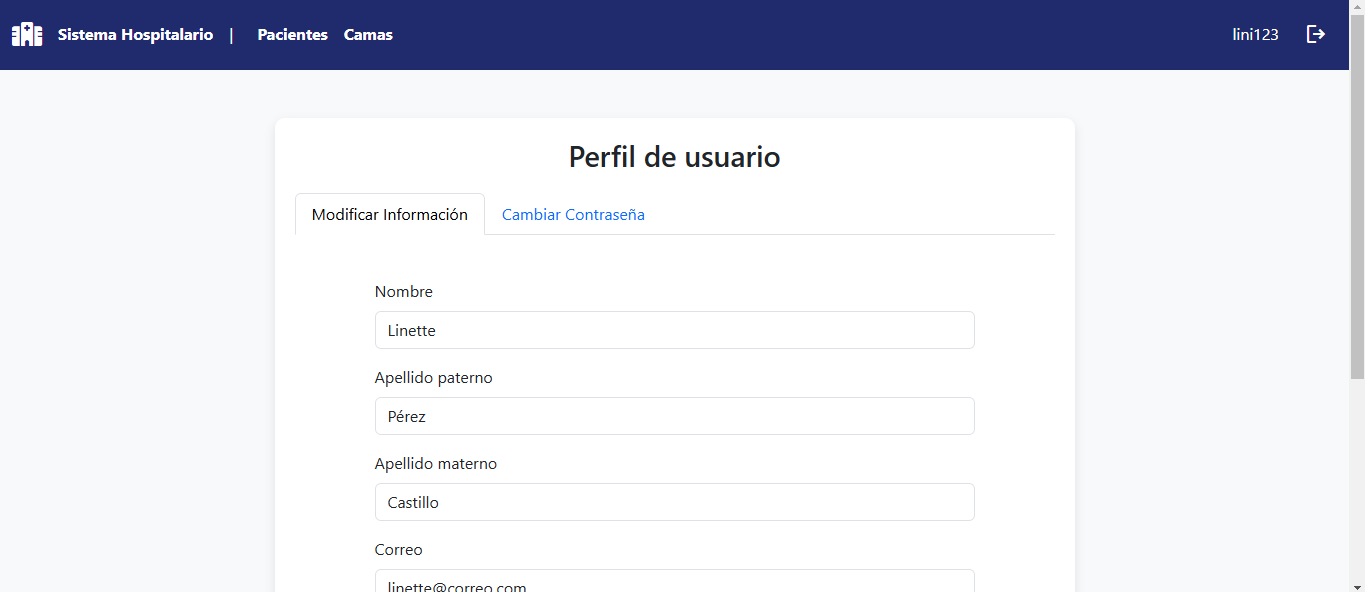 Sistema Hospitalario | Pacientes Camas lini123
Perfil de usuario
Modificar Información Cambiar Contraseña
Nombre
Linette
Apellido paterno
Pérez
Apellido materno
Castillo
Correo
linette@correo.com